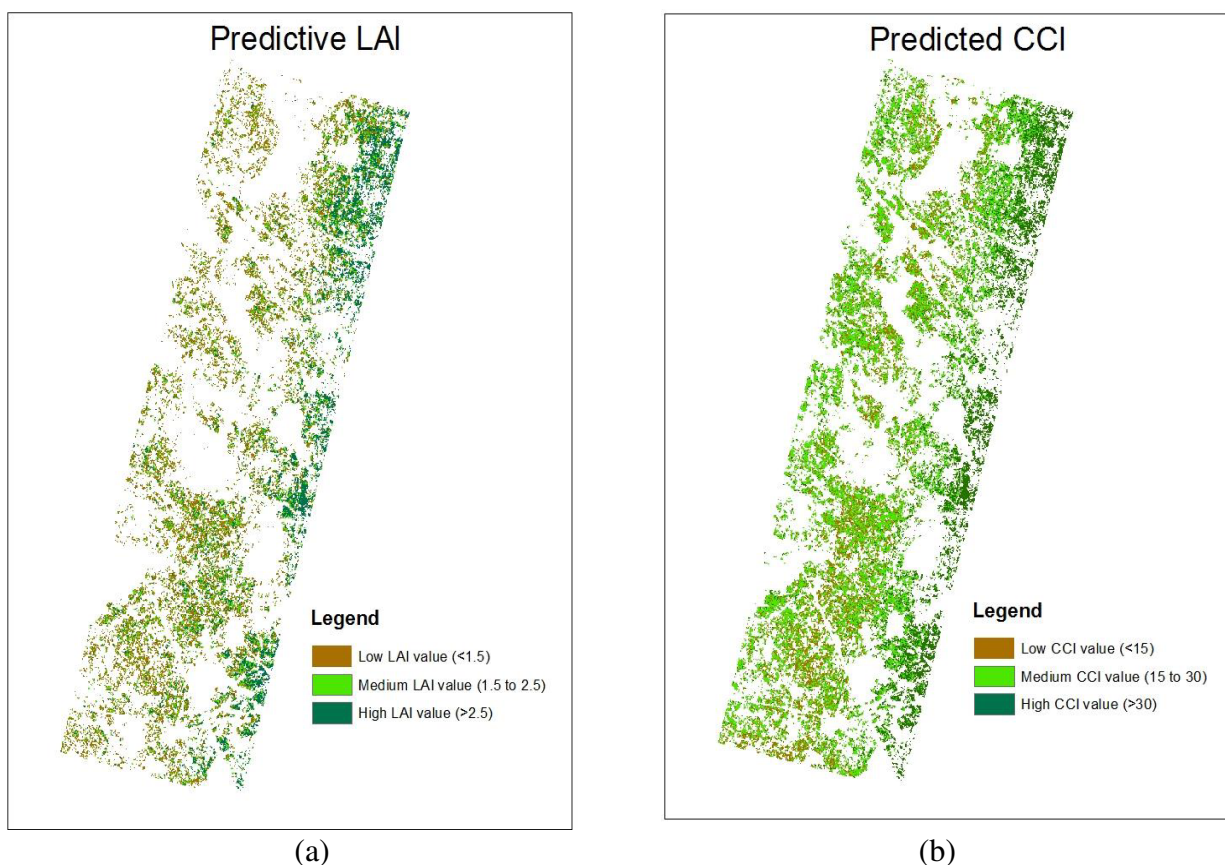 Predictive LAI
Legend
Low LAI value (<1.5)
Medium LAI value (1.5 to 2.5)
High LAI value (>2.5)
(a)
Predicted CCI
Legend
Low CCI value (<15)
Medium CCI value (15 to 30)
High CCI value (>30)
(b)